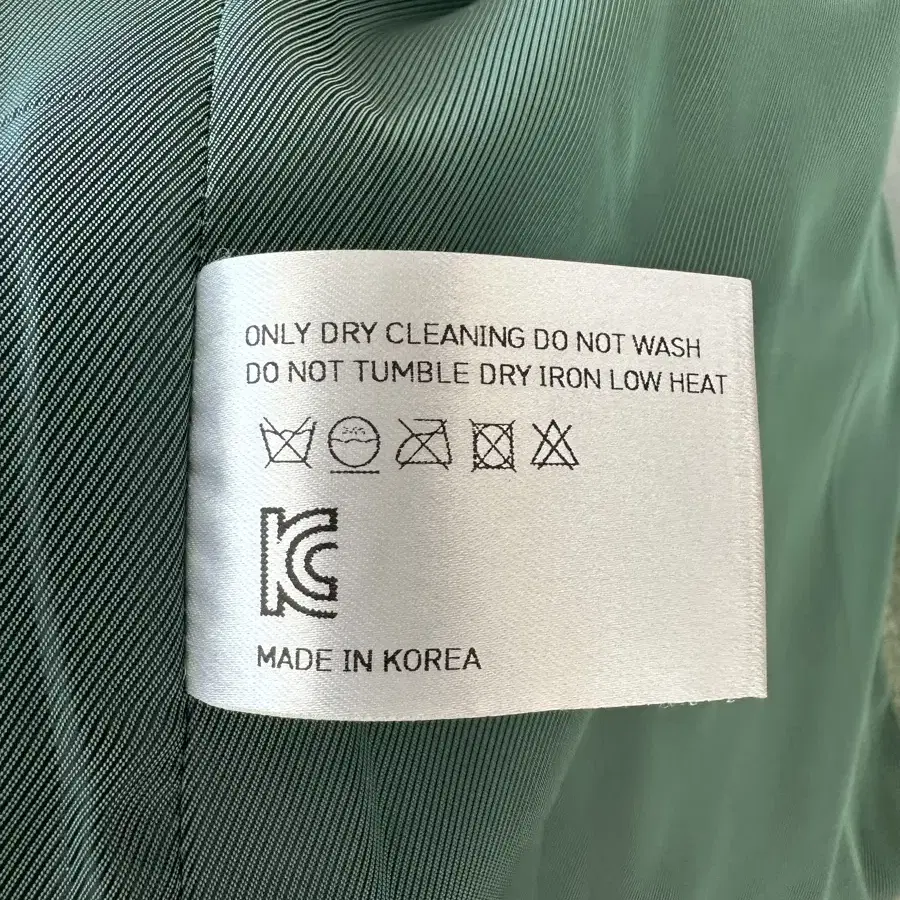 ONLY DRY CLEANING DO NOT WASH
DO NOT TUMBLE DRY IRON LOW HEAT
KC
MADE IN KOREA